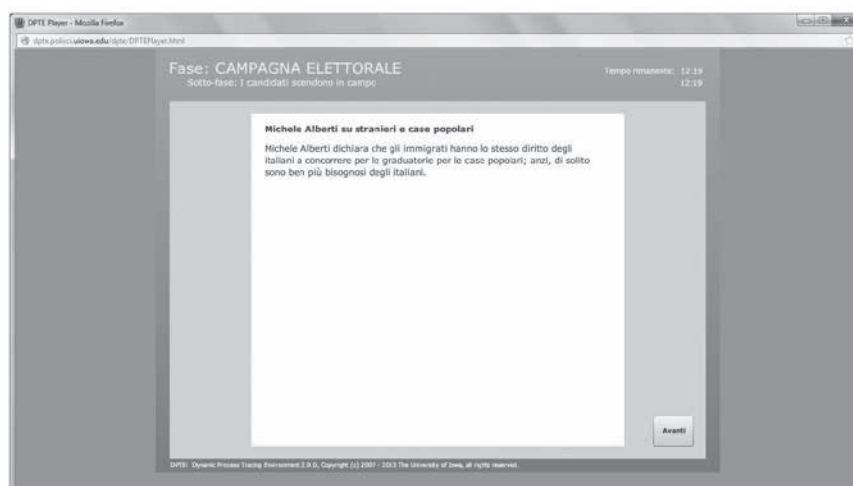 DPTE Player - Mozilla Firefox
dpte.polisci.uiowa.edu/dpte/DPTEPlayer.html
Fase: CAMPAGNA ELETTORALE
Tempo rimanente: 12:19
Sotto-fase: I candidati scendono in campo
12:19
Michele Alberti su stranieri e case popolari
Michele Alberti dichiara che gli immigrati hanno lo stesso diritto degli
italiani a concorrere per le graduatorie per le case popolari; anzi, di solito
sono ben più bisognosi degli italiani.
Avanti
DPTE: Dynamic Process Tracing Environment 2.9.0, Copyright (c) 2007 - 2013 The University of Iowa, all rights reserved.